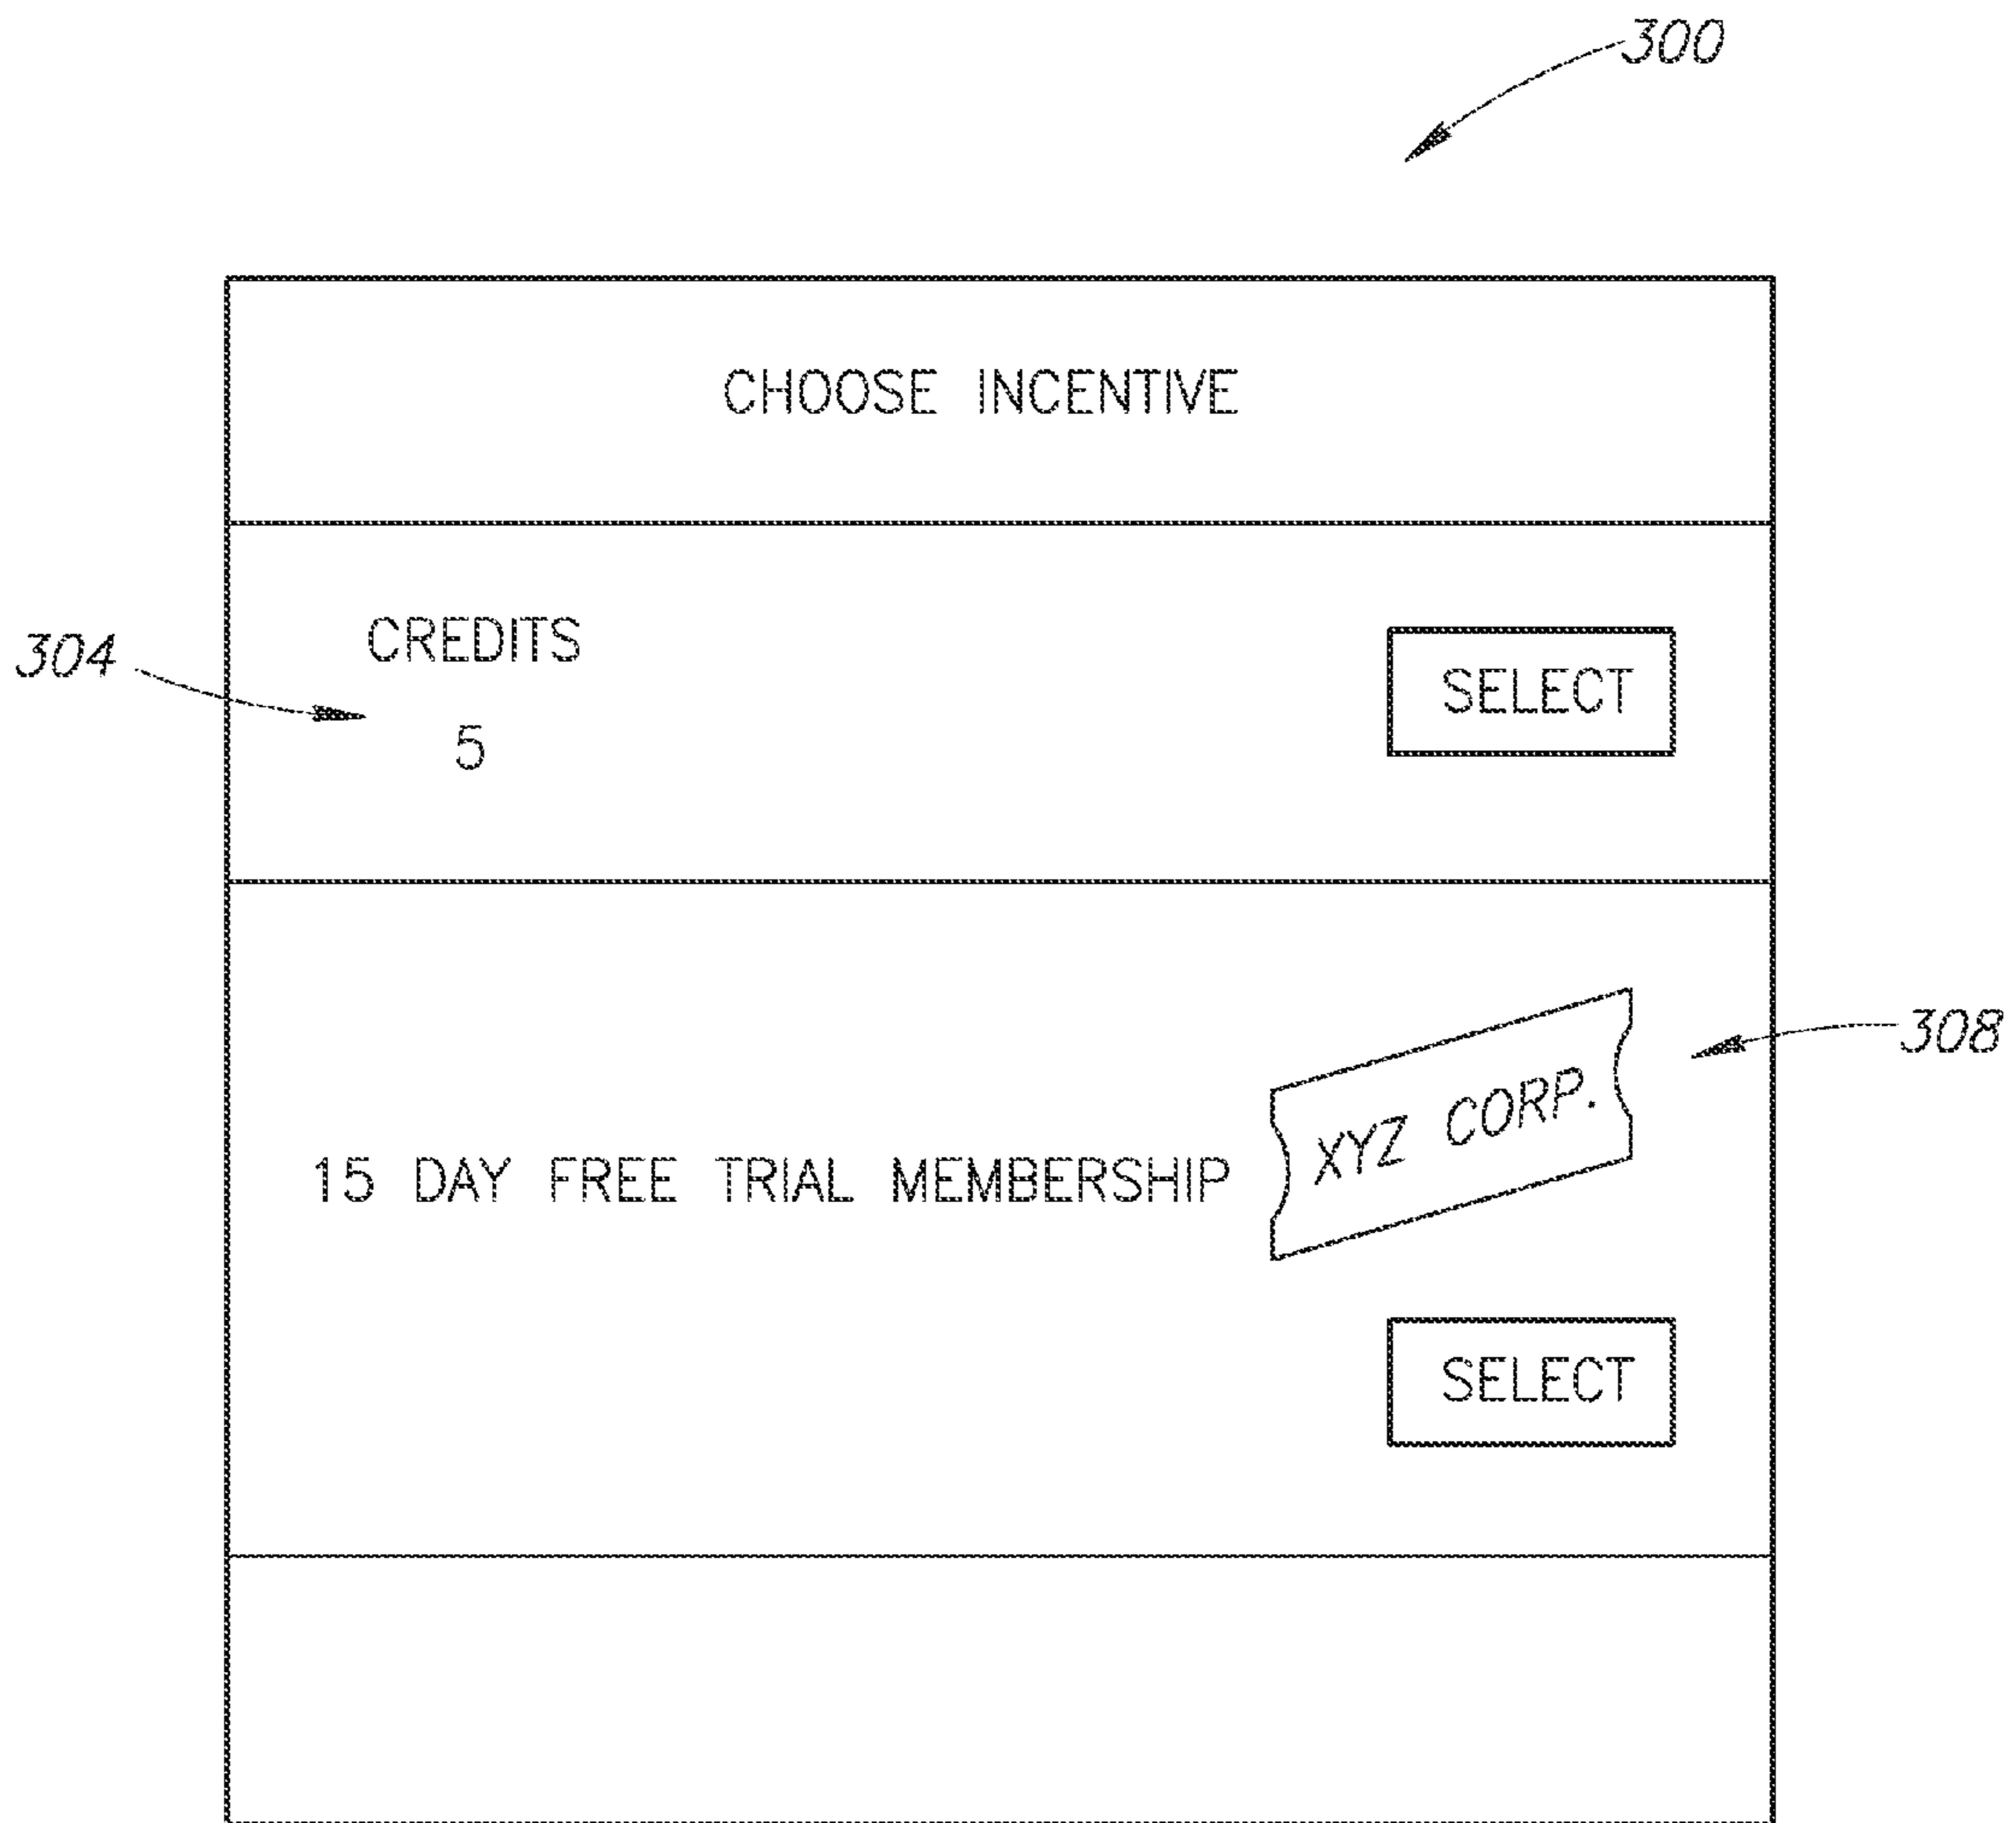 300
CHOOSE INCENTIVE
304
CREDITS
5
SELECT
308
XYZ CORP.
15 DAY FREE TRIAL MEMBERSHIP
SELECT